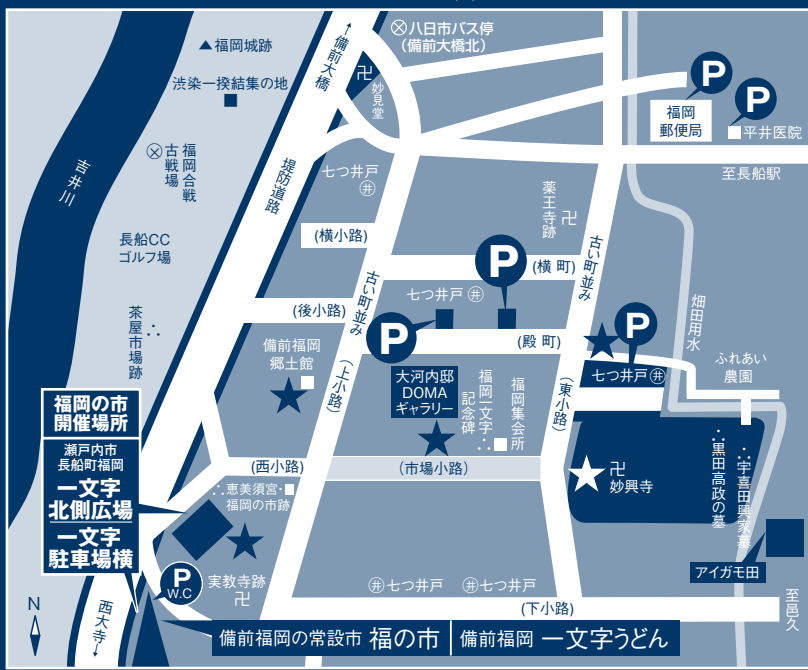 ⊗八日市バス停
(備前大橋北)
▲福岡城跡
渋染一揆結集の地
←備前大橋
卍妙見堂
P
福岡
郵便局
P
平井医院
至長船駅
吉井川
⊗福岡合戦
古戦場
堤防道路
七つ井戸
㊤
薬王寺跡
卍
長船CC
ゴルフ場
(横小路)
古い町並み
P
(横 町)
古い町並み
畑田用水
茶屋市場跡∴
(後小路)
七つ井戸㊤
P
(殿 町)
P
七つ井戸㊤
ふれあい
農園
備前福岡
郷土館
(上小路)
大河内邸
DOMA
ギャラリー
福岡一文字
記念碑∴
福岡集会所
(東小路)
福岡の市
開催場所
瀬戸内市
長船町福岡
一文字
北側広場
一文字
駐車場横
(西小路)
(市場小路)
∴恵美須宮・
福岡の市跡
卍
妙興寺
∴黒田高政の墓
∴宇喜田興家墓
アイガモ田
実教寺跡
卍
P
W.C
㊤七つ井戸
㊤七つ井戸
(下小路)
至邑久
N
西大寺→
備前福岡の常設市 福の市
備前福岡 一文字うどん